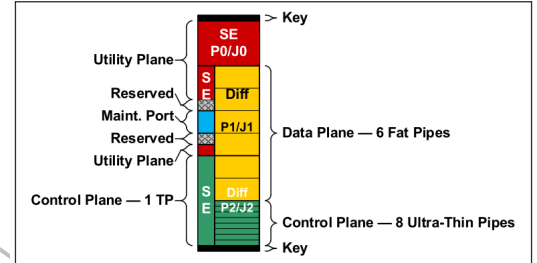 Key
SE
P0/J0
Utility Plane
S
E
Diff
Reserved
Maint. Port
P1/J1
Data Plane — 6 Fat Pipes
Reserved
Utility Plane
Control Plane — 1 TP
S
E
Diff
P2/J2
Control Plane — 8 Ultra-Thin Pipes
Key